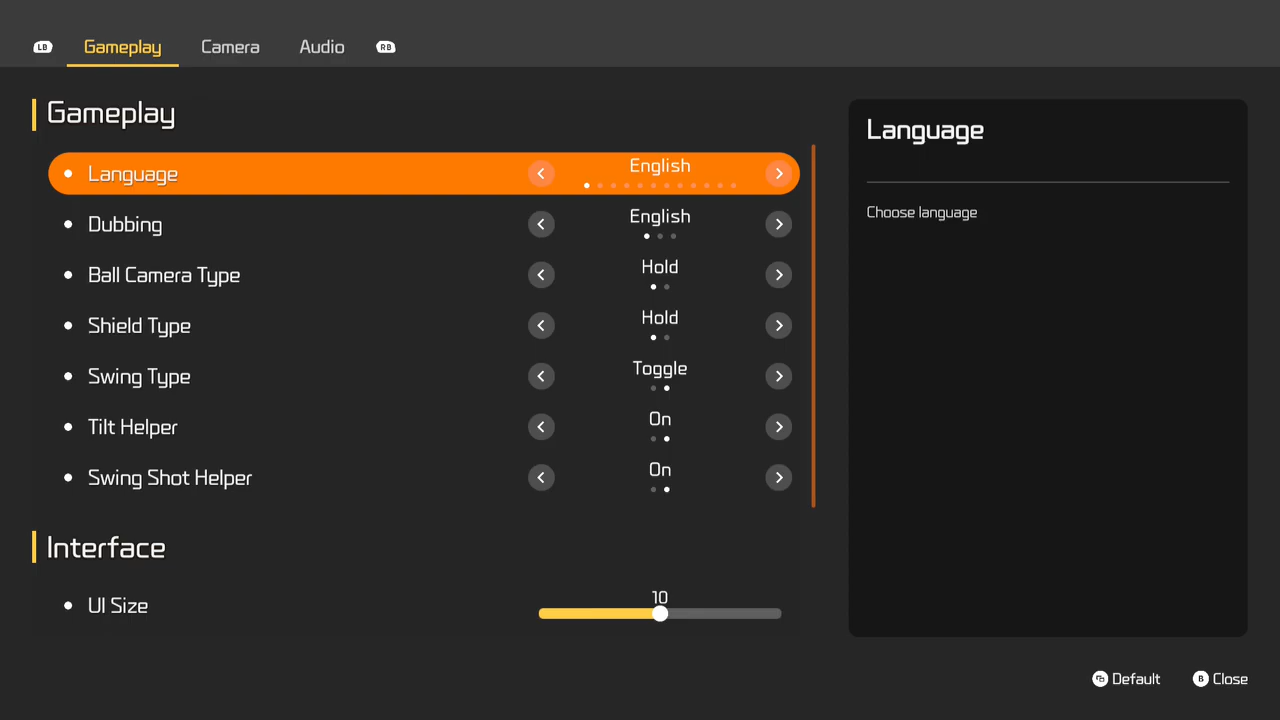 LB Gameplay Camera Audio RB
Gameplay
Language English
Dubbing English
Ball Camera Type Hold
Shield Type Hold
Swing Type Toggle
Tilt Helper On
Swing Shot Helper On
Interface
UI Size 10
Language
Choose language
Default B Close